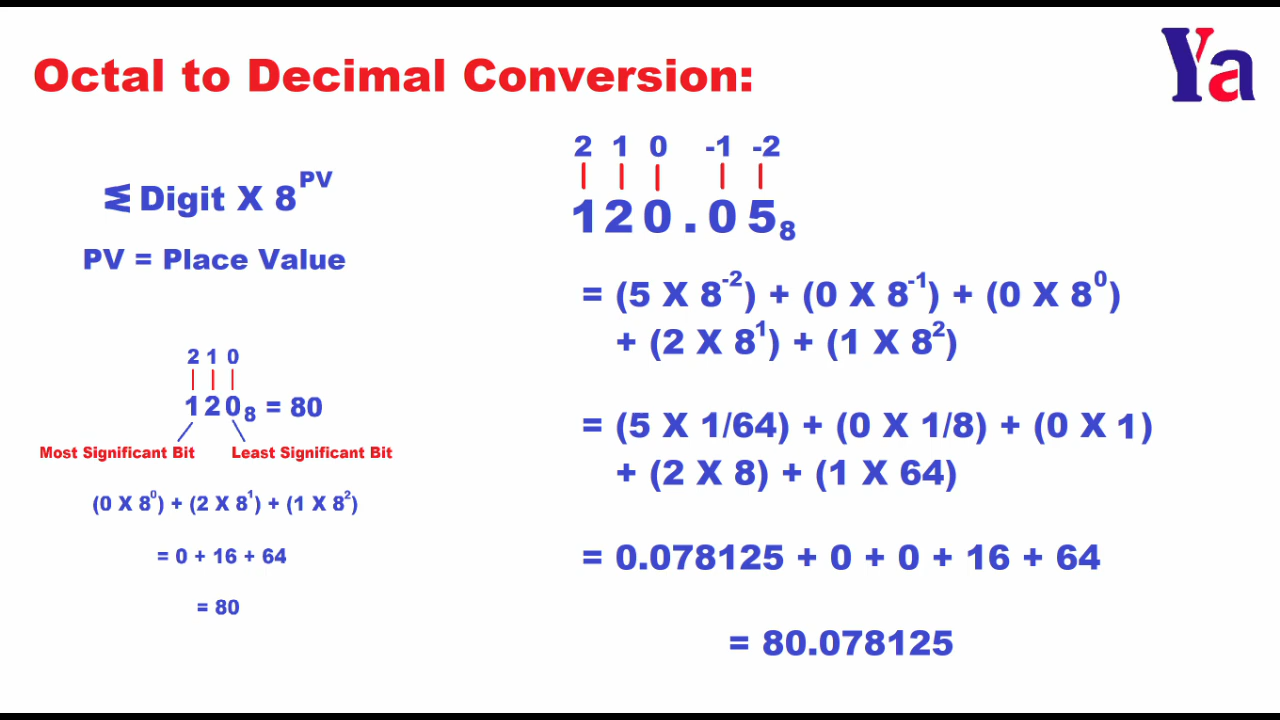 Octal to Decimal Conversion:
Ya
⋜ Digit X 8^PV
PV = Place Value
2 1 0
120₈ = 80
Most Significant Bit
Least Significant Bit
(0 X 8⁰) + (2 X 8¹) + (1 X 8²)
= 0 + 16 + 64
= 80
2 1 0 -1 -2
120.05₈
= (5 X 8⁻²) + (0 X 8⁻¹) + (0 X 8⁰)
+ (2 X 8¹) + (1 X 8²)
= (5 X 1/64) + (0 X 1/8) + (0 X 1)
+ (2 X 8) + (1 X 64)
= 0.078125 + 0 + 0 + 16 + 64
= 80.078125